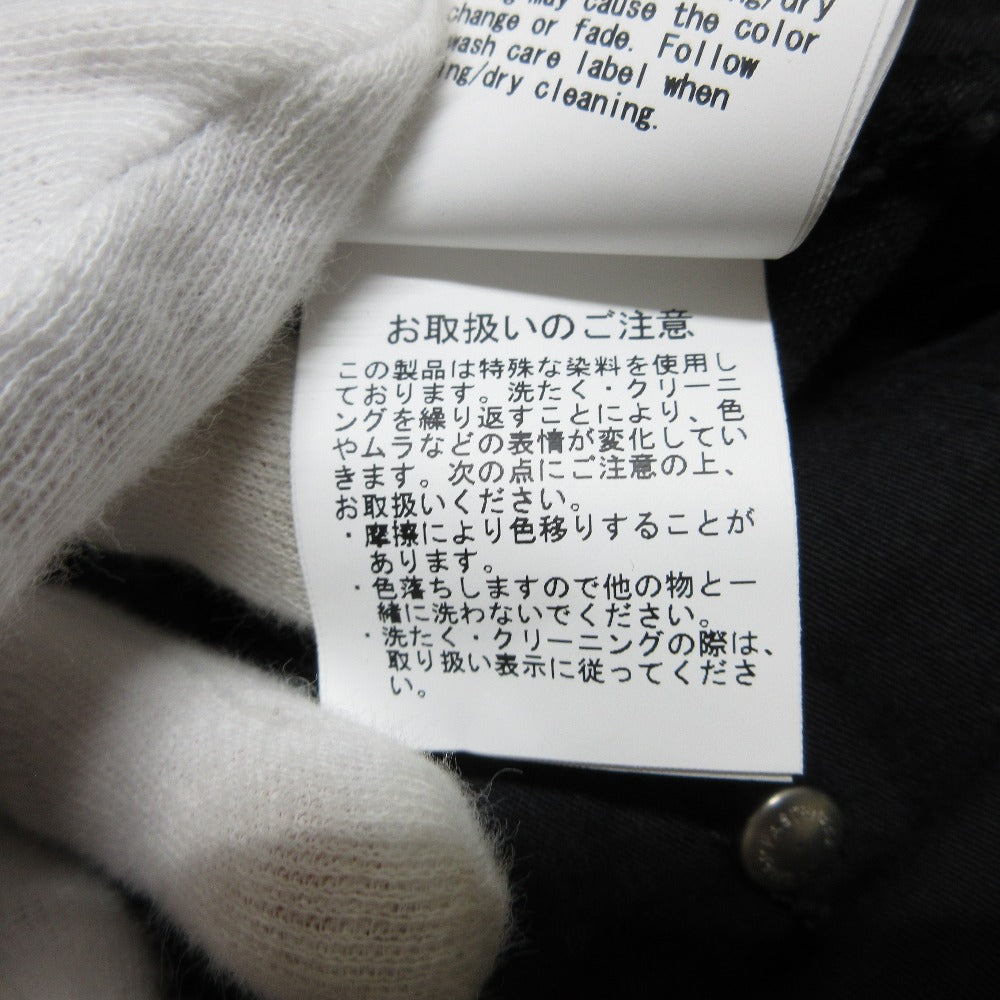 may cause the color
change or fade. Follow
wash care label when
ing/dry cleaning.
お取扱いのご注意
この製品は特殊な染料を使用し
ております。洗たく・クリーニ
ングを繰り返すことにより、色
やムラなどの表情が変化してい
きます。次の点にご注意の上、
お取扱いください。
・摩擦により色移りすることが
あります。
・色落ちしますので他の物と一
緒に洗わないでください。
・洗たく・クリーニングの際は、
取り扱い表示に従ってくださ
い。